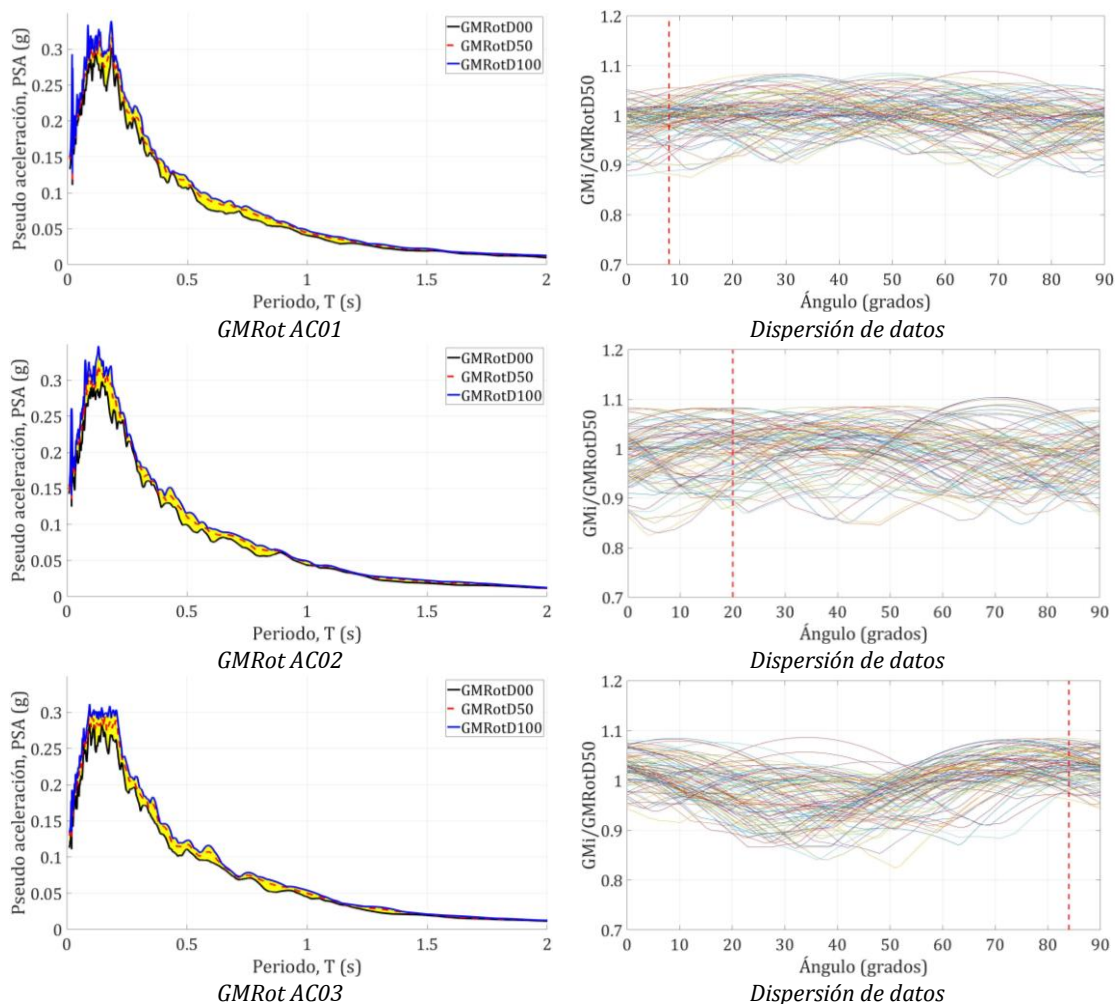 Pseudo aceleración, PSA (g)
0.3
0.25
0.2
0.15
0.1
0.05
0
0 0.5 1 1.5 2
Periodo, T (s)
GMRotD00
GMRotD50
GMRotD100
GMRot AC01
GMi/GMRotD50
1.2
1.1
1
0.9
0.8
0.7
0 10 20 30 40 50 60 70 80 90
Ángulo (grados)
Dispersión de datos
Pseudo aceleración, PSA (g)
0.3
0.25
0.2
0.15
0.1
0.05
0
0 0.5 1 1.5 2
Periodo, T (s)
GMRotD00
GMRotD50
GMRotD100
GMRot AC02
GMi/GMRotD50
1.2
1.1
1
0.9
0.8
0.7
0 10 20 30 40 50 60 70 80 90
Ángulo (grados)
Dispersión de datos
Pseudo aceleración, PSA (g)
0.3
0.25
0.2
0.15
0.1
0.05
0
0 0.5 1 1.5 2
Periodo, T (s)
GMRotD00
GMRotD50
GMRotD100
GMRot AC03
GMi/GMRotD50
1.2
1.1
1
0.9
0.8
0.7
0 10 20 30 40 50 60 70 80 90
Ángulo (grados)
Dispersión de datos